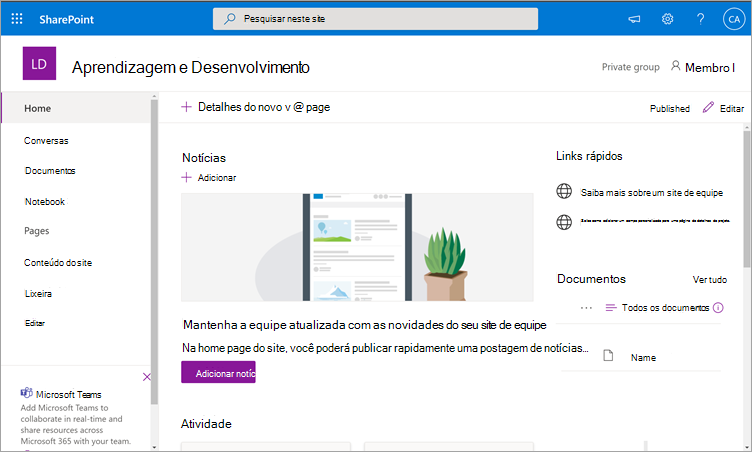 SharePoint
Pesquisar neste site
?
CA
LD
Aprendizagem e Desenvolvimento
Private group
Membro l
Home
Conversas
Documentos
Notebook
Pages
Conteúdo do site
Lixeira
Editar
Microsoft Teams
Add Microsoft Teams to
collaborate in real-time and
share resources across
Microsoft 365 with your team.
+ Detalhes do novo v @ page
Published
Editar
Notícias
+ Adicionar
Mantenha a equipe atualizada com as novidades do seu site de equipe
Na home page do site, você poderá publicar rapidamente uma postagem de notícias...
Adicionar notíc
Atividade
Links rápidos
Saiba mais sobre um site de equipe
Documentos
Ver tudo
Todos os documentos
Name